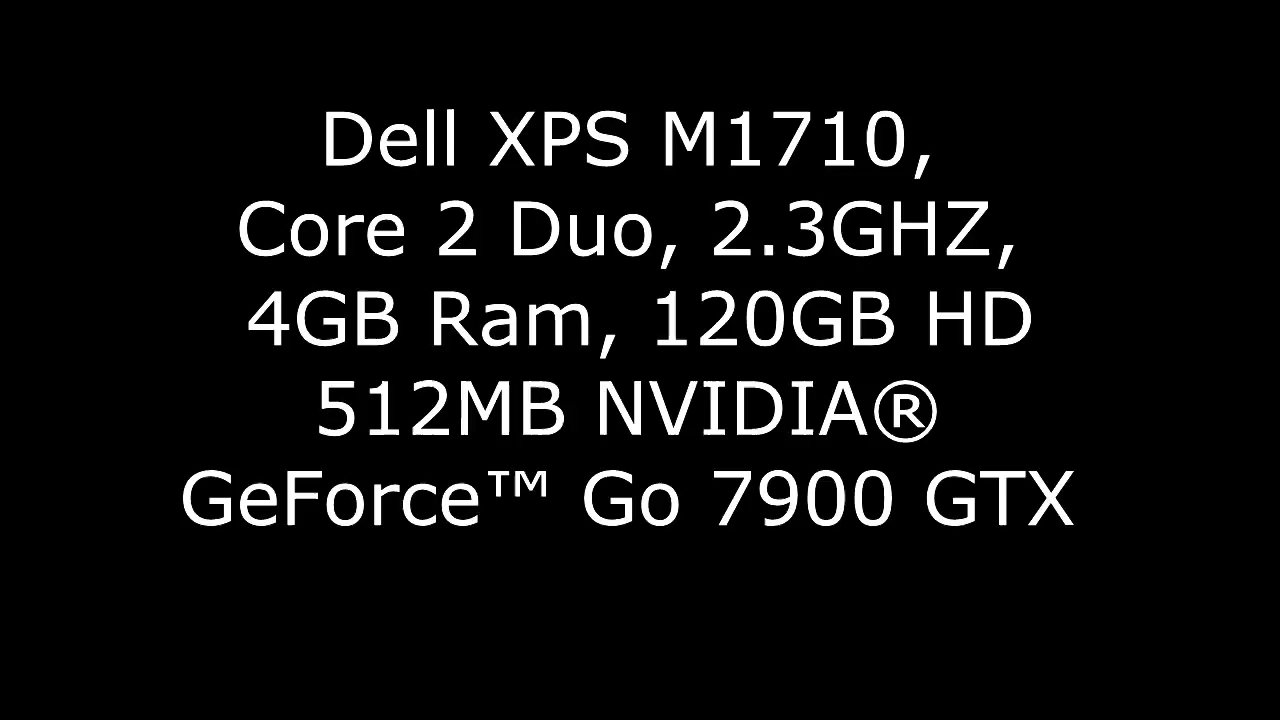 Dell XPS M1710,
Core 2 Duo, 2.3GHZ,
4GB Ram, 120GB HD
512MB NVIDIA®
GeForce™ Go 7900 GTX